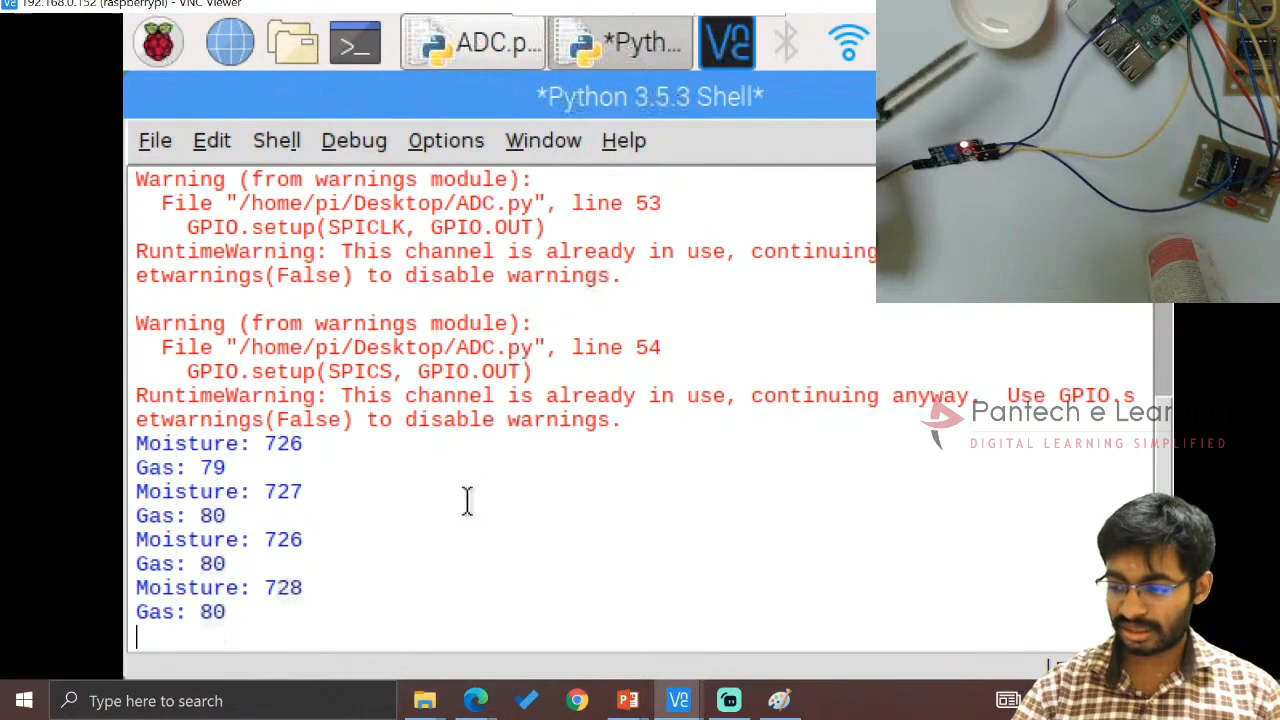 192.168.0.152 (raspberrypi) - VNC Viewer
ADC.p...
*Pyth...
*Python 3.5.3 Shell*
File Edit Shell Debug Options Window Help
Warning (from warnings module):
File "/home/pi/Desktop/ADC.py", line 53
GPIO.setup(SPICLK, GPIO.OUT)
RuntimeWarning: This channel is already in use, continuing
etwarnings(False) to disable warnings.
Warning (from warnings module):
File "/home/pi/Desktop/ADC.py", line 54
GPIO.setup(SPICS, GPIO.OUT)
RuntimeWarning: This channel is already in use, continuing anyway. Use GPIO.s
etwarnings(False) to disable warnings.
Pantech e Learning
DIGITAL LEARNING SIMPLIFIED
Moisture: 726
Gas: 79
Moisture: 727
Gas: 80
Moisture: 726
Gas: 80
Moisture: 728
Gas: 80
Type here to search